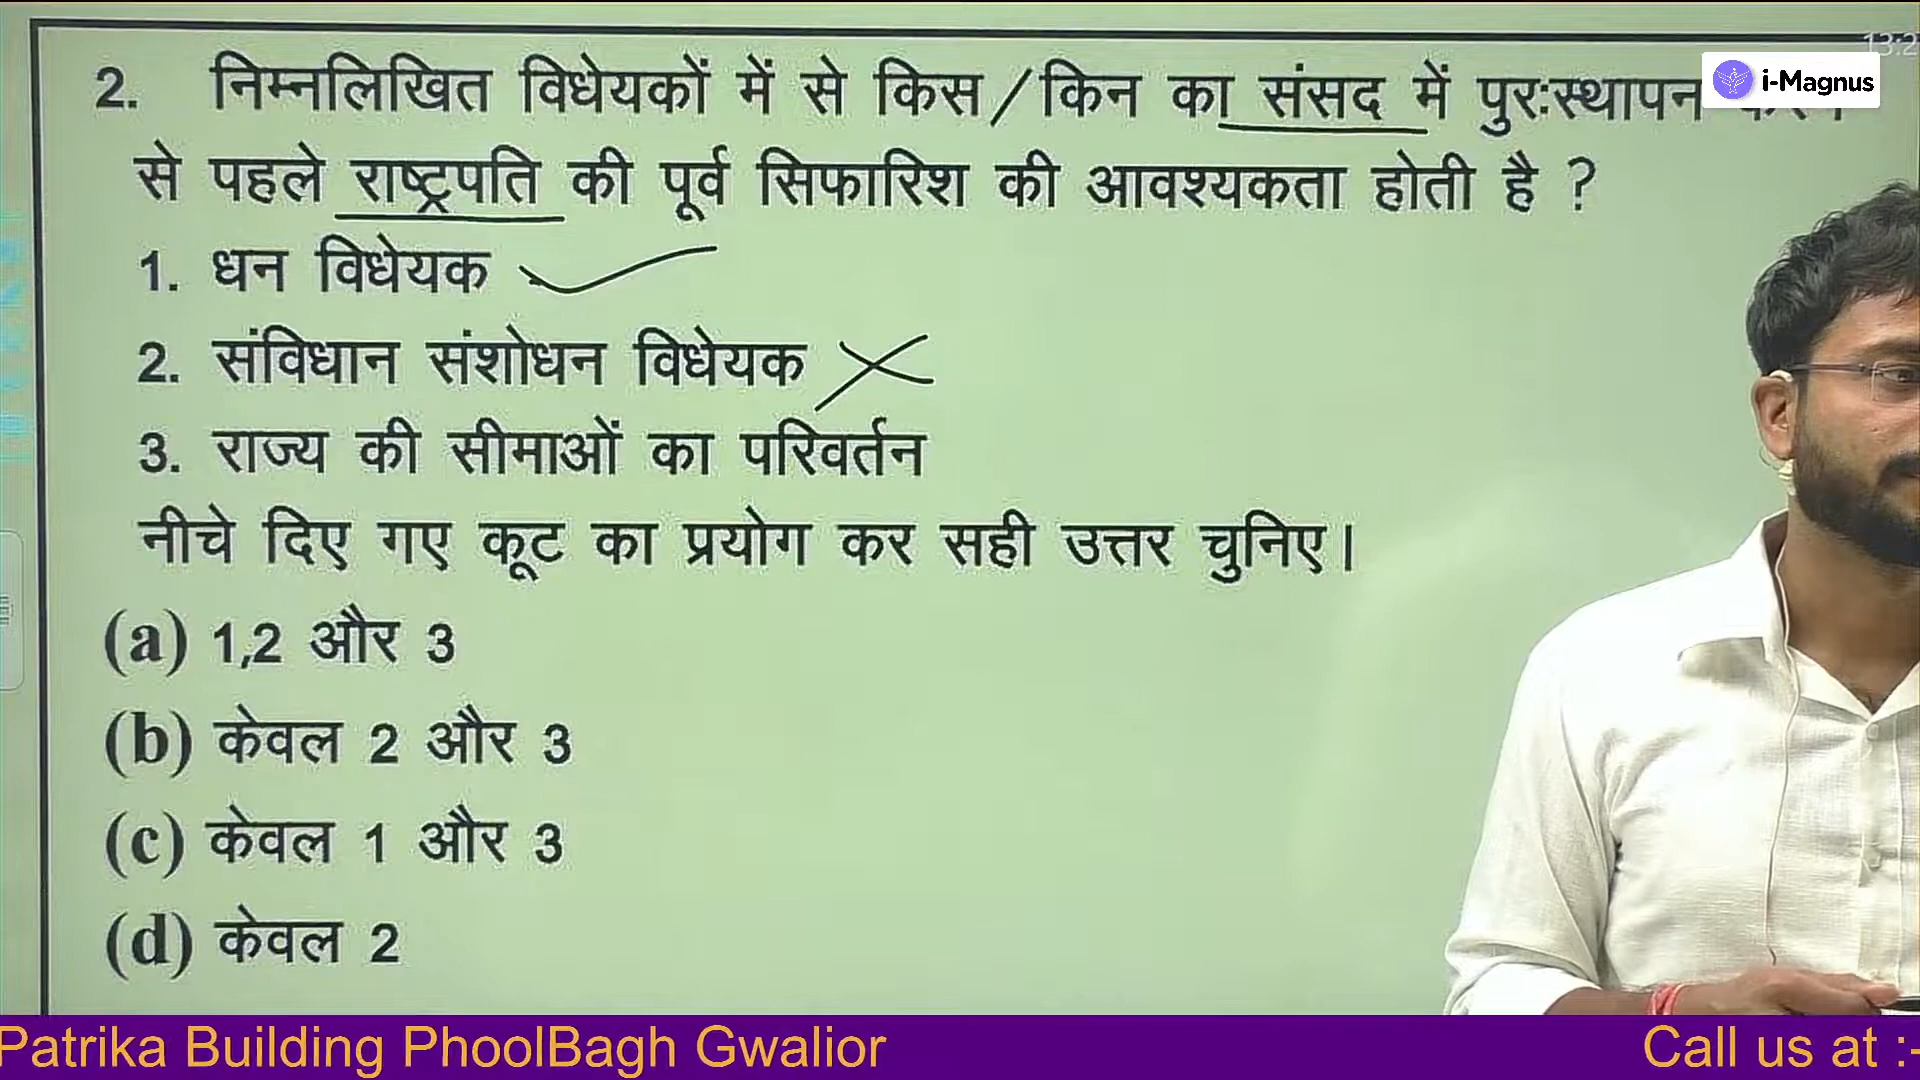 i-Magnus
2. निम्नलिखित विधेयकों में से किस/किन का संसद में पुरःस्थापन
से पहले राष्ट्रपति की पूर्व सिफारिश की आवश्यकता होती है ?
1. धन विधेयक
2. संविधान संशोधन विधेयक
3. राज्य की सीमाओं का परिवर्तन
नीचे दिए गए कूट का प्रयोग कर सही उत्तर चुनिए।
(a) 1,2 और 3
(b) केवल 2 और 3
(c) केवल 1 और 3
(d) केवल 2
Patrika Building PhoolBagh Gwalior
Call us at :-